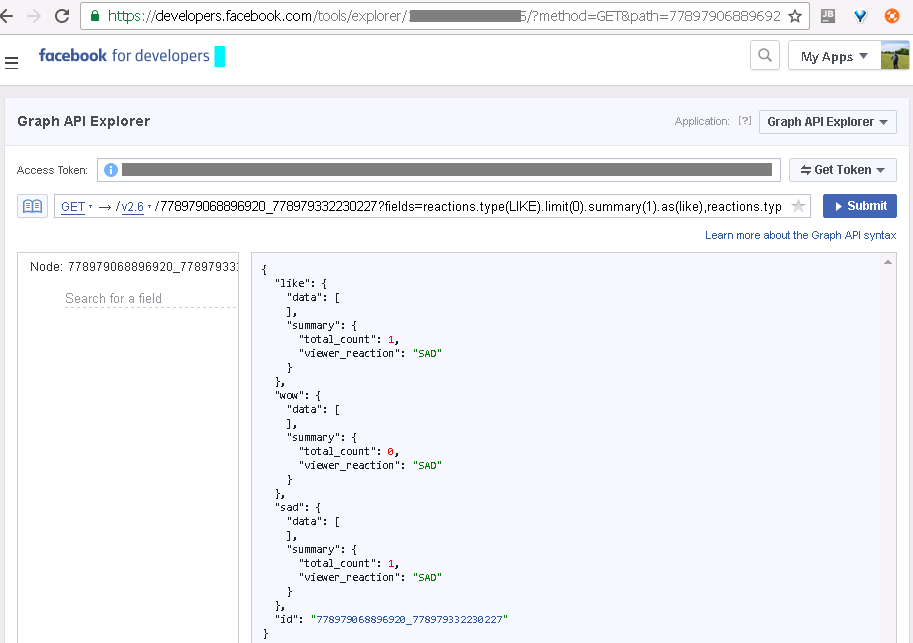 https://developers.facebook.com/tools/explorer/ 5/?method=GET&path=77897906889692
JB
facebook for developers
My Apps
Graph API Explorer
Application: [?] Graph API Explorer
Access Token: i
Get Token
GET → /v2.6 /778979068896920_778979332230227?fields=reactions.type(LIKE).limit(0).summary(1).as(like),reactions.typ
Submit
Learn more about the Graph API syntax
Node: 778979068896920_77897933
Search for a field
{
"like": {
"data": [
],
"summary": {
"total_count": 1,
"viewer_reaction": "SAD"
}
},
"wow": {
"data": [
],
"summary": {
"total_count": 0,
"viewer_reaction": "SAD"
}
},
"sad": {
"data": [
],
"summary": {
"total_count": 1,
"viewer_reaction": "SAD"
}
},
"id": "778979068896920_778979332230227"
}